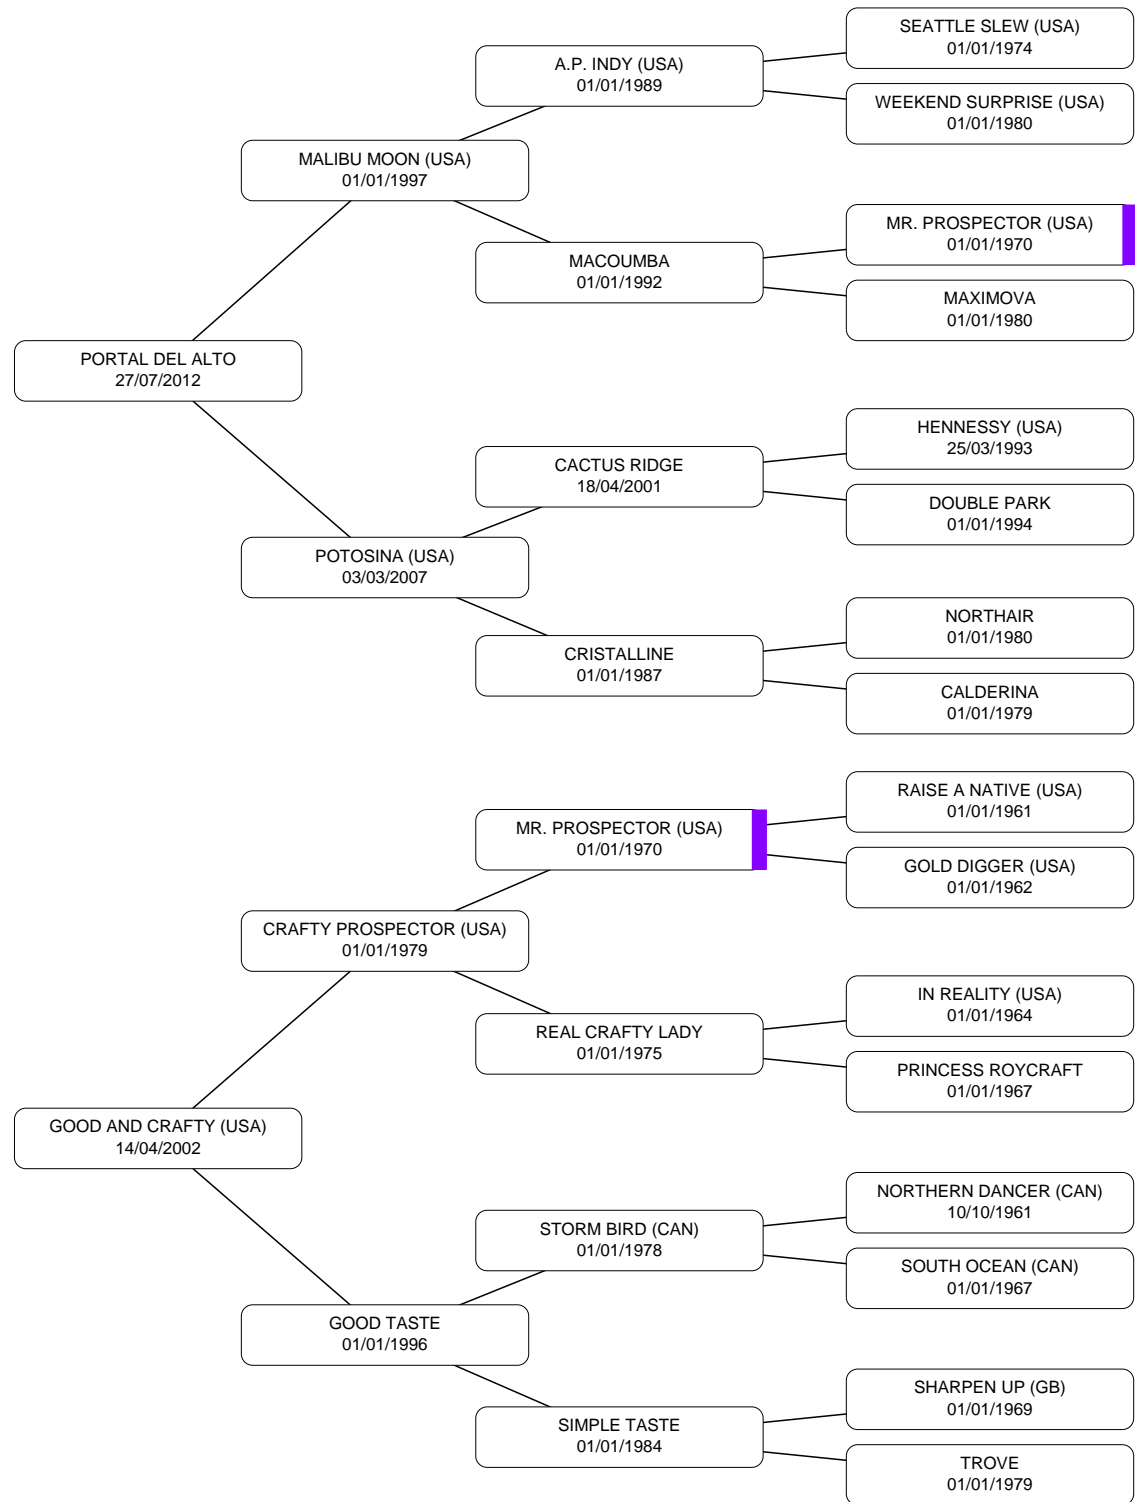 SEATTLE SLEW (USA)
01/01/1974
A.P. INDY (USA)
01/01/1989
WEEKEND SURPRISE (USA)
01/01/1980
MALIBU MOON (USA)
01/01/1997
MR. PROSPECTOR (USA)
01/01/1970
MACOUMBA
01/01/1992
MAXIMOVA
01/01/1980
PORTAL DEL ALTO
27/07/2012
HENNESSY (USA)
25/03/1993
CACTUS RIDGE
18/04/2001
DOUBLE PARK
01/01/1994
POTOSINA (USA)
03/03/2007
NORTHAIR
01/01/1980
CRISTALLINE
01/01/1987
CALDERINA
01/01/1979
RAISE A NATIVE (USA)
01/01/1961
MR. PROSPECTOR (USA)
01/01/1970
GOLD DIGGER (USA)
01/01/1962
CRAFTY PROSPECTOR (USA)
01/01/1979
IN REALITY (USA)
01/01/1964
REAL CRAFTY LADY
01/01/1975
PRINCESS ROYCRAFT
01/01/1967
GOOD AND CRAFTY (USA)
14/04/2002
NORTHERN DANCER (CAN)
10/10/1961
STORM BIRD (CAN)
01/01/1978
SOUTH OCEAN (CAN)
01/01/1967
GOOD TASTE
01/01/1996
SHARPEN UP (GB)
01/01/1969
SIMPLE TASTE
01/01/1984
TROVE
01/01/1979